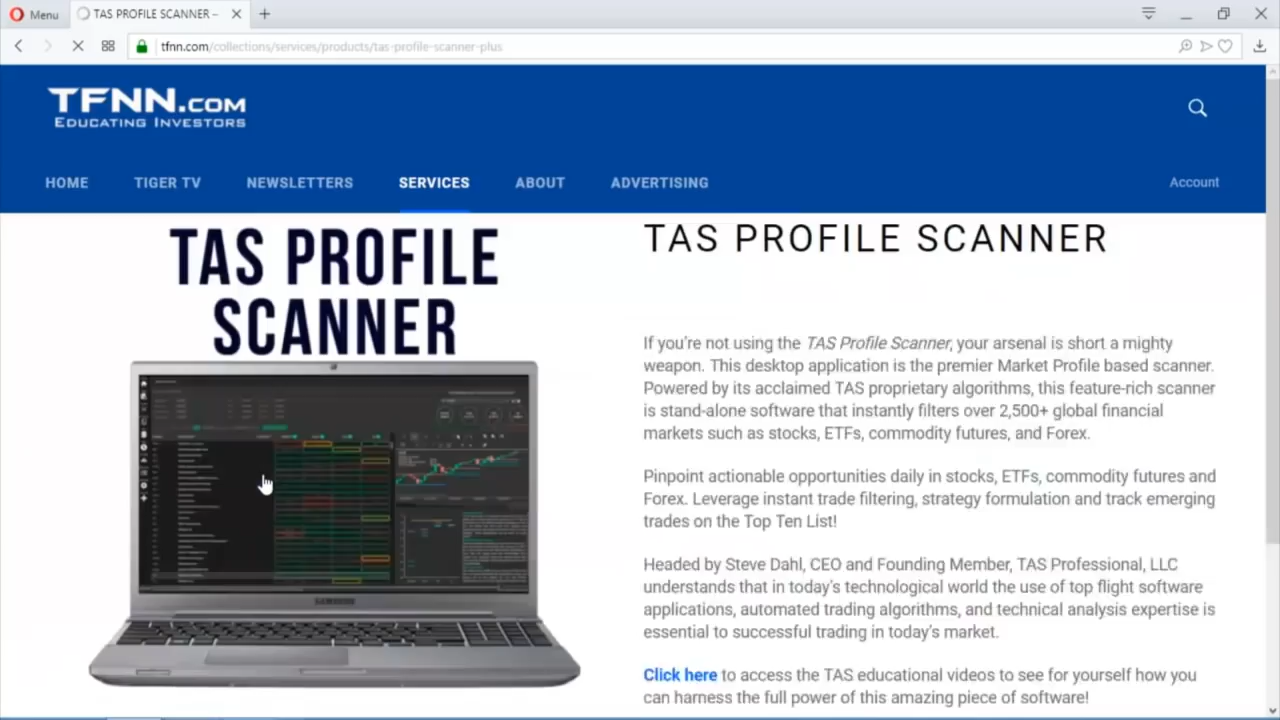 Menu
TAS PROFILE SCANNER –
tfnn.com/collections/services/products/tas-profile-scanner-plus
TFNN.COM
EDUCATING INVESTORS
HOME
TIGER TV
NEWSLETTERS
SERVICES
ABOUT
ADVERTISING
Account
TAS PROFILE
SCANNER
SAMSUNG
TAS PROFILE SCANNER
If you're not using the TAS Profile Scanner, your arsenal is short a mighty
weapon. This desktop application is the premier Market Profile based scanner.
Powered by its acclaimed TAS proprietary algorithms, this feature-rich scanner
is stand-alone software that instantly filters over 2,500+ global financial
markets such as stocks, ETFs, commodity futures, and Forex.
Pinpoint actionable opportunities daily in stocks, ETFs, commodity futures and
Forex. Leverage instant trade filtering, strategy formulation and track emerging
trades on the Top Ten List!
Headed by Steve Dahl, CEO and Founding Member, TAS Professional, LLC
understands that in today's technological world the use of top flight software
applications, automated trading algorithms, and technical analysis expertise is
essential to successful trading in today's market.
Click here to access the TAS educational videos to see for yourself how you
can harness the full power of this amazing piece of software!